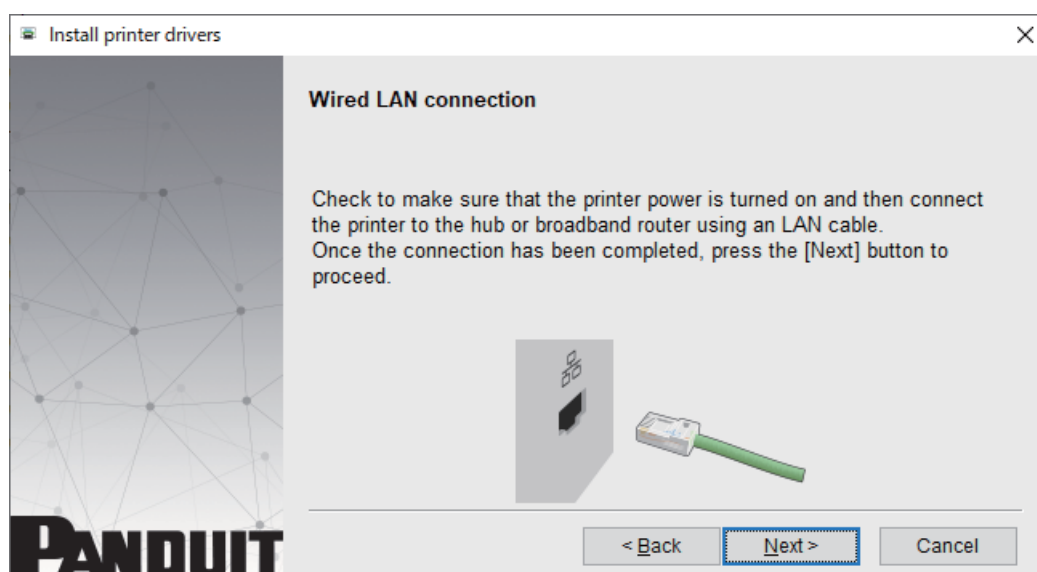 Install printer drivers
Wired LAN connection
Check to make sure that the printer power is turned on and then connect
the printer to the hub or broadband router using an LAN cable.
Once the connection has been completed, press the [Next] button to
proceed.
PANDUIT
< Back
Next >
Cancel